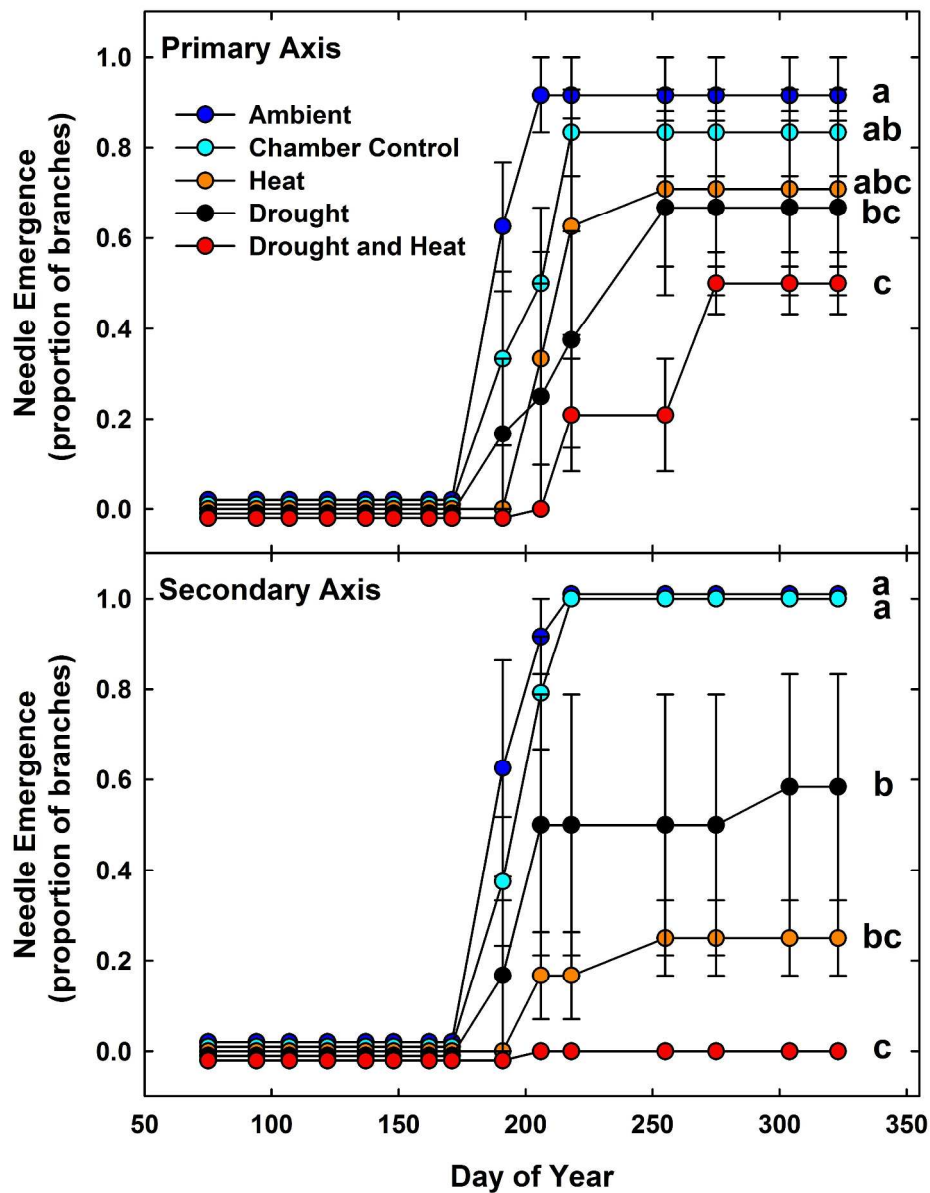 Primary Axis
Ambient
Chamber Control
Heat
Drought
Drought and Heat
Needle Emergence
(proportion of branches)
1.0
0.8
0.6
0.4
0.2
0.0
a
ab
abc
bc
c
Secondary Axis
Needle Emergence
(proportion of branches)
1.0
0.8
0.6
0.4
0.2
0.0
a
a
b
bc
c
50 100 150 200 250 300 350
Day of Year